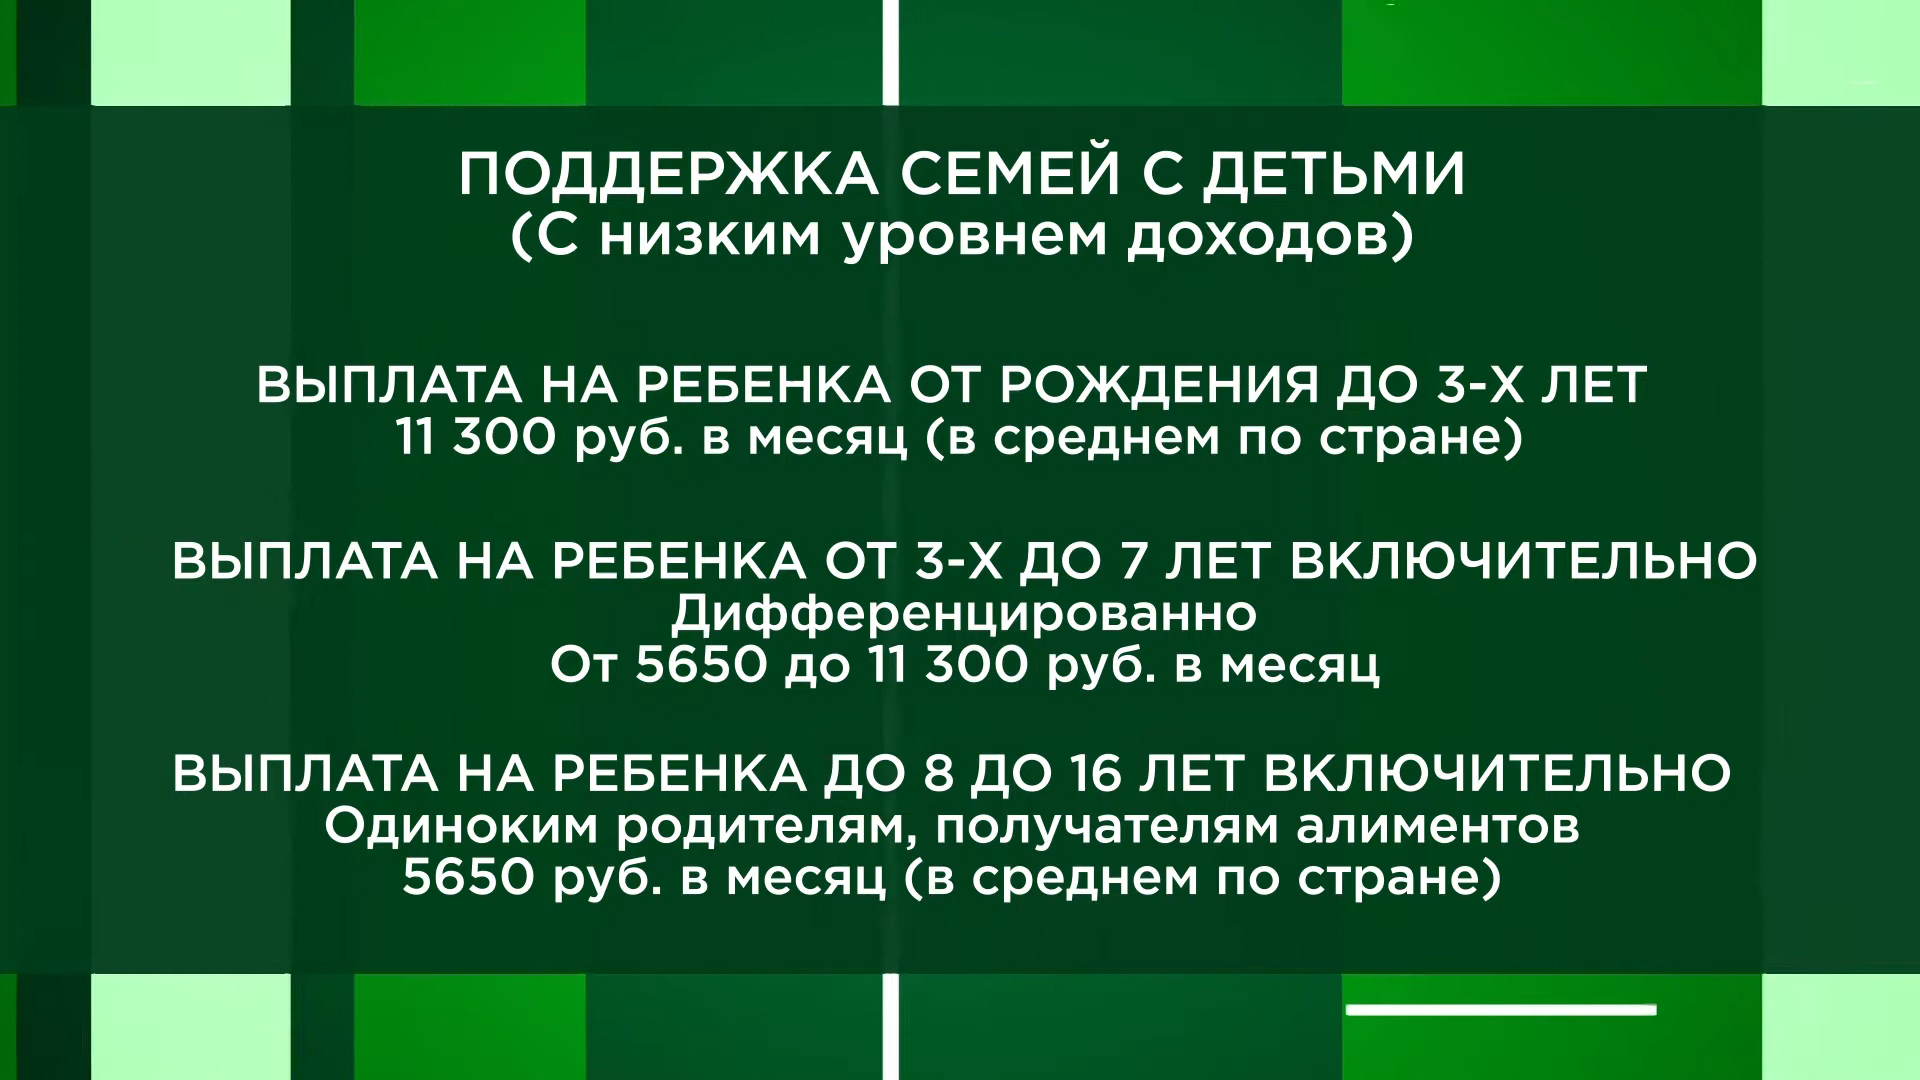 ПОДДЕРЖКА СЕМЕЙ С ДЕТЬМИ
(С низким уровнем доходов)
ВЫПЛАТА НА РЕБЕНКА ОТ РОЖДЕНИЯ ДО 3-Х ЛЕТ
11 300 руб. в месяц (в среднем по стране)
ВЫПЛАТА НА РЕБЕНКА ОТ 3-Х ДО 7 ЛЕТ ВКЛЮЧИТЕЛЬНО
Дифференцированно
От 5650 до 11 300 руб. в месяц
ВЫПЛАТА НА РЕБЕНКА ДО 8 ДО 16 ЛЕТ ВКЛЮЧИТЕЛЬНО
Одиноким родителям, получателям алиментов
5650 руб. в месяц (в среднем по стране)